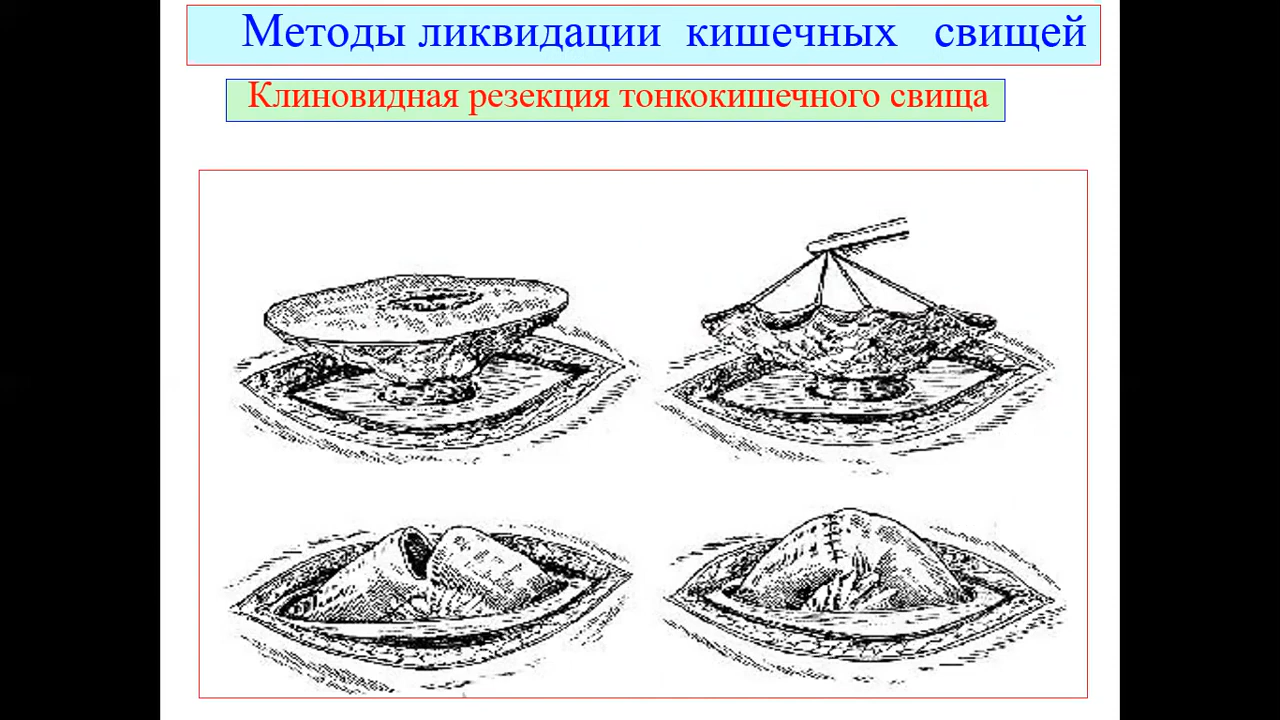 Методы ликвидации кишечных свищей
Клиновидная резекция тонкокишечного свища